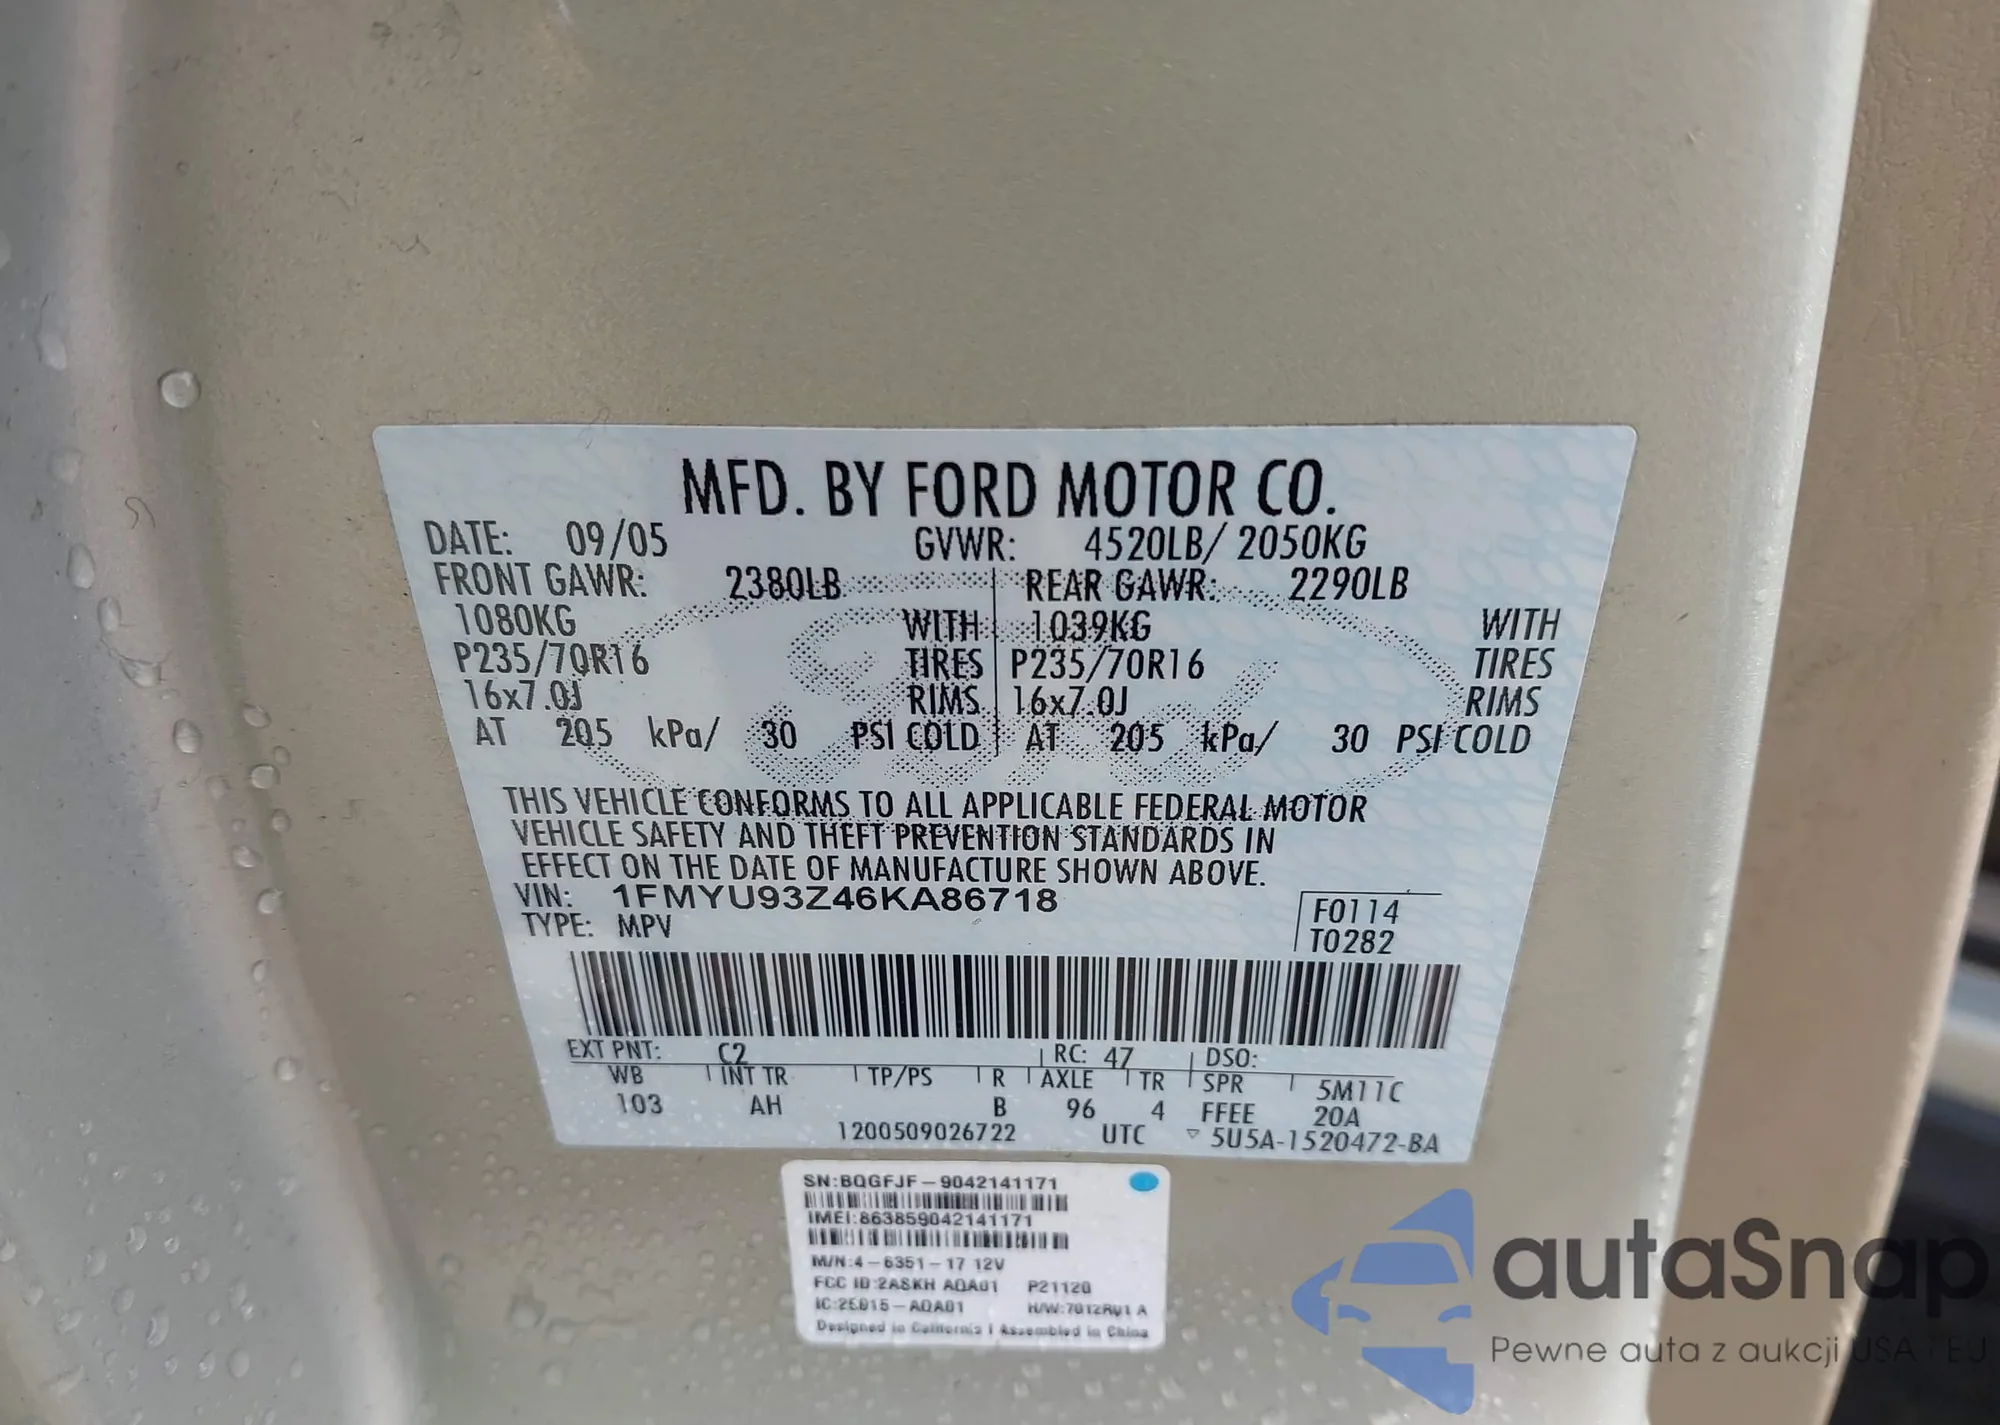 MFD. BY FORD MOTOR CO.
DATE: 09/05 GVWR: 4520LB/ 2050KG
FRONT GAWR: 2380LB REAR GAWR: 2290LB
1080KG WITH 1039KG WITH
P235/70R16 TIRES P235/70R16 TIRES
16x7.0J RIMS 16x7.0J RIMS
AT 205 kPa/ 30 PSI COLD AT 205 kPa/ 30 PSI COLD
THIS VEHICLE CONFORMS TO ALL APPLICABLE FEDERAL MOTOR
VEHICLE SAFETY AND THEFT PREVENTION STANDARDS IN
EFFECT ON THE DATE OF MANUFACTURE SHOWN ABOVE.
VIN: 1FMYU93Z46KA86718
TYPE: MPV
F0114
T0282
EXT PNT: C2 RC: 47 DSO:
WB INT TR TP/PS R AXLE TR SPR 5M11C
103 AH B 96 4 FFEE 20A
1200509026722 UTC ▽ 5U5A-1520472-BA
SN:BQGFJF-9042141171
IMEI:863859042141171
M/N:4-6351-17 12V
FCC ID:2ASKH AQA01 P21120
IC:25015-AQA01 H/W:7012R01 A
Designed in California | Assembled in China
autaSnap
Pewne auta z aukcji USA i EU